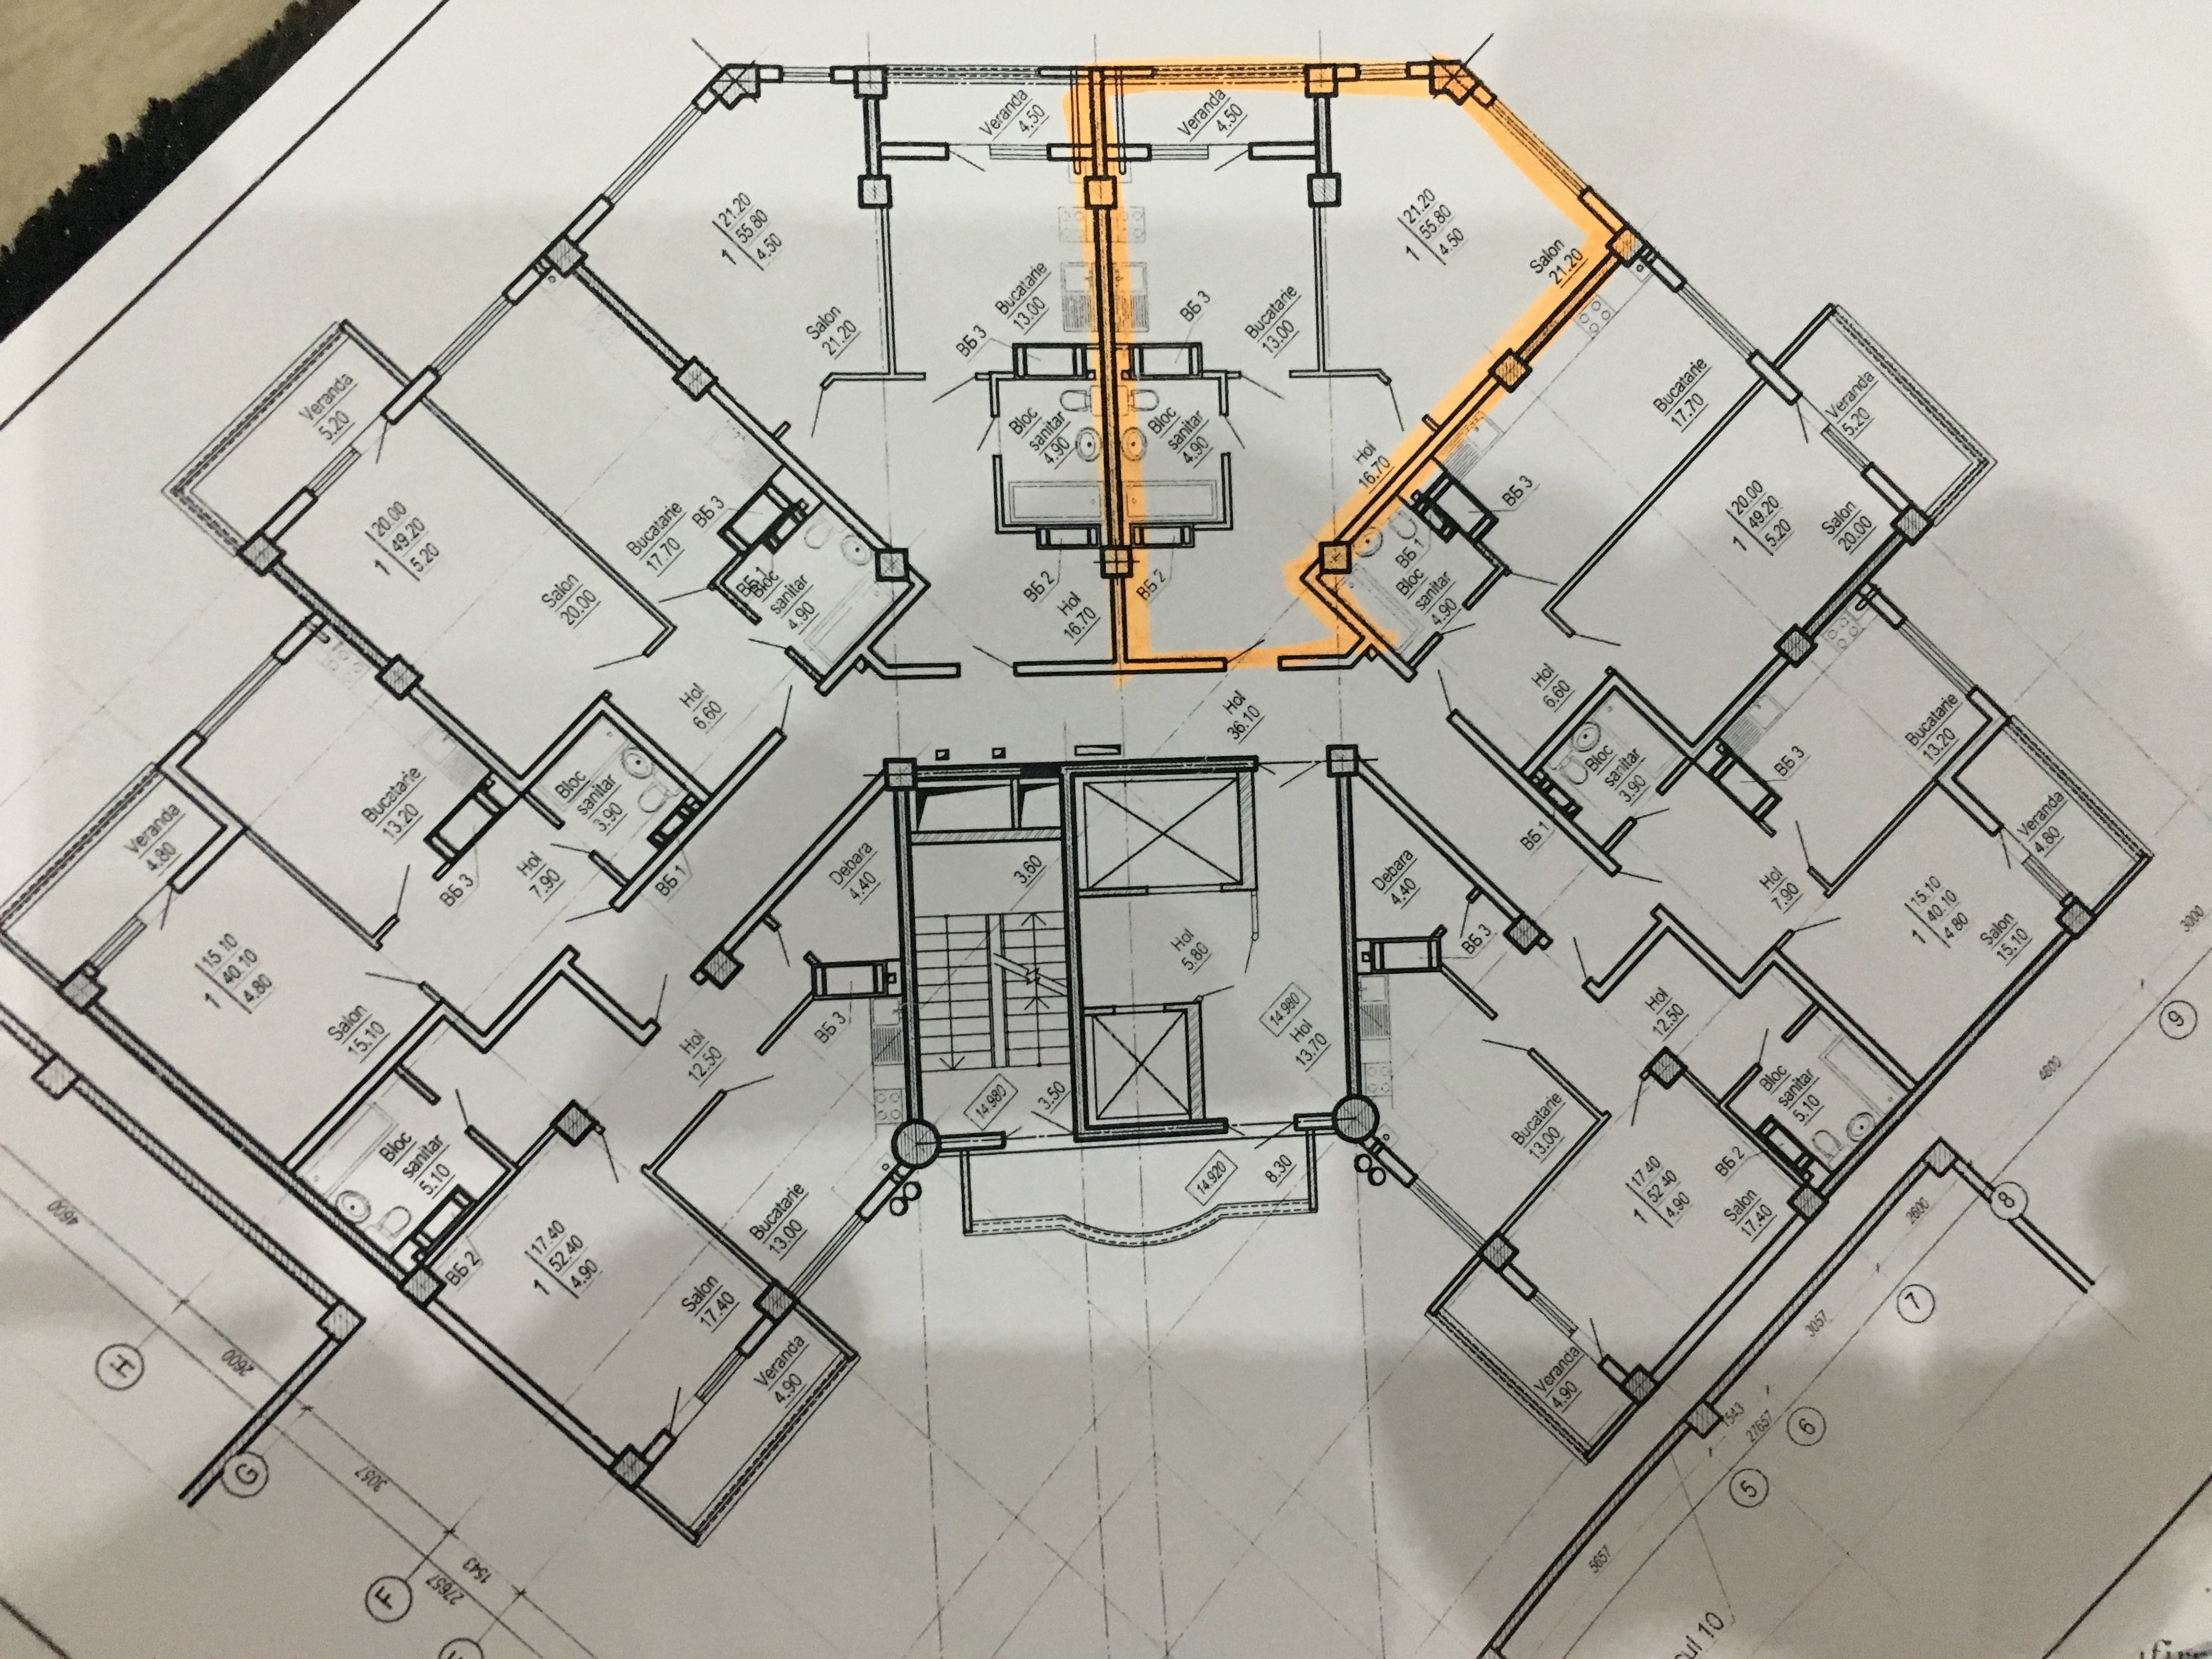 4600
H
G
2600
F
3057
27657
1543
Veranda
4.80
1
15.10
40.10
4.80
Salon
15.10
Bucatarie
13.20
Bloc
sanitar
5.10
ВБ 2
ВБ 3
Hol
7.90
Bloc
sanitar
3.90
ВБ 1
Veranda
5.20
1
20.00
49.20
5.20
Salon
20.00
Bucatarie
17.70
Hol
6.60
ВБ 3
ВБ 1
Bloc
sanitar
4.90
1
17.40
52.40
4.90
Salon
17.40
Veranda
4.90
Hol
12.50
Bucatarie
13.00
ВБ 3
Debara
4.40
1
21.20
55.80
4.50
Salon
21.20
14.980
3.50
3.60
ВБ 2
Hol
16.70
Bloc
sanitar
4.90
ВБ 3
Bucatarie
13.00
Veranda
4.50
ВБ 2
Bloc
sanitar
4.90
ВБ 3
Bucatarie
13.00
Veranda
4.50
Hol
5.80
Hol
36.10
14.920
8.30
14.980
Hol
13.70
Hol
16.70
1
21.20
55.80
4.50
Salon
21.20
Debara
4.40
ВБ 3
ВБ 1
Bloc
sanitar
4.90
ВБ 3
Bucatarie
13.00
Veranda
4.90
ВБ 1
Hol
6.60
Bloc
sanitar
3.90
Bucatarie
17.70
1
17.40
52.40
4.90
Salon
17.40
Hol
12.50
ВБ 2
Bloc
sanitar
5.10
Hol
7.90
ВБ 3
1
20.00
49.20
5.20
Salon
20.00
Veranda
5.20
1
15.10
40.10
4.80
Salon
15.10
Bucatarie
13.20
Veranda
4.80
5657
ul 10
1543
27657
3057
2600
4600
3000
5
6
7
8
9